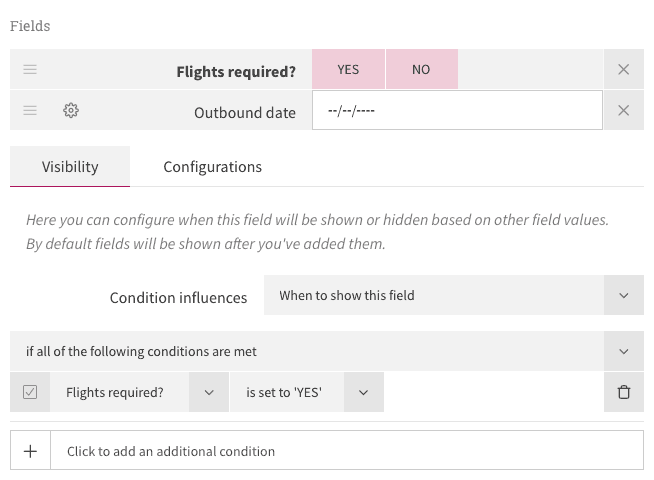 Fields
Flights required? YES NO
Outbound date --/--/----
Visibility Configurations
Here you can configure when this field will be shown or hidden based on other field values.
By default fields will be shown after you've added them.
Condition influences When to show this field
if all of the following conditions are met
Flights required? is set to 'YES'
Click to add an additional condition